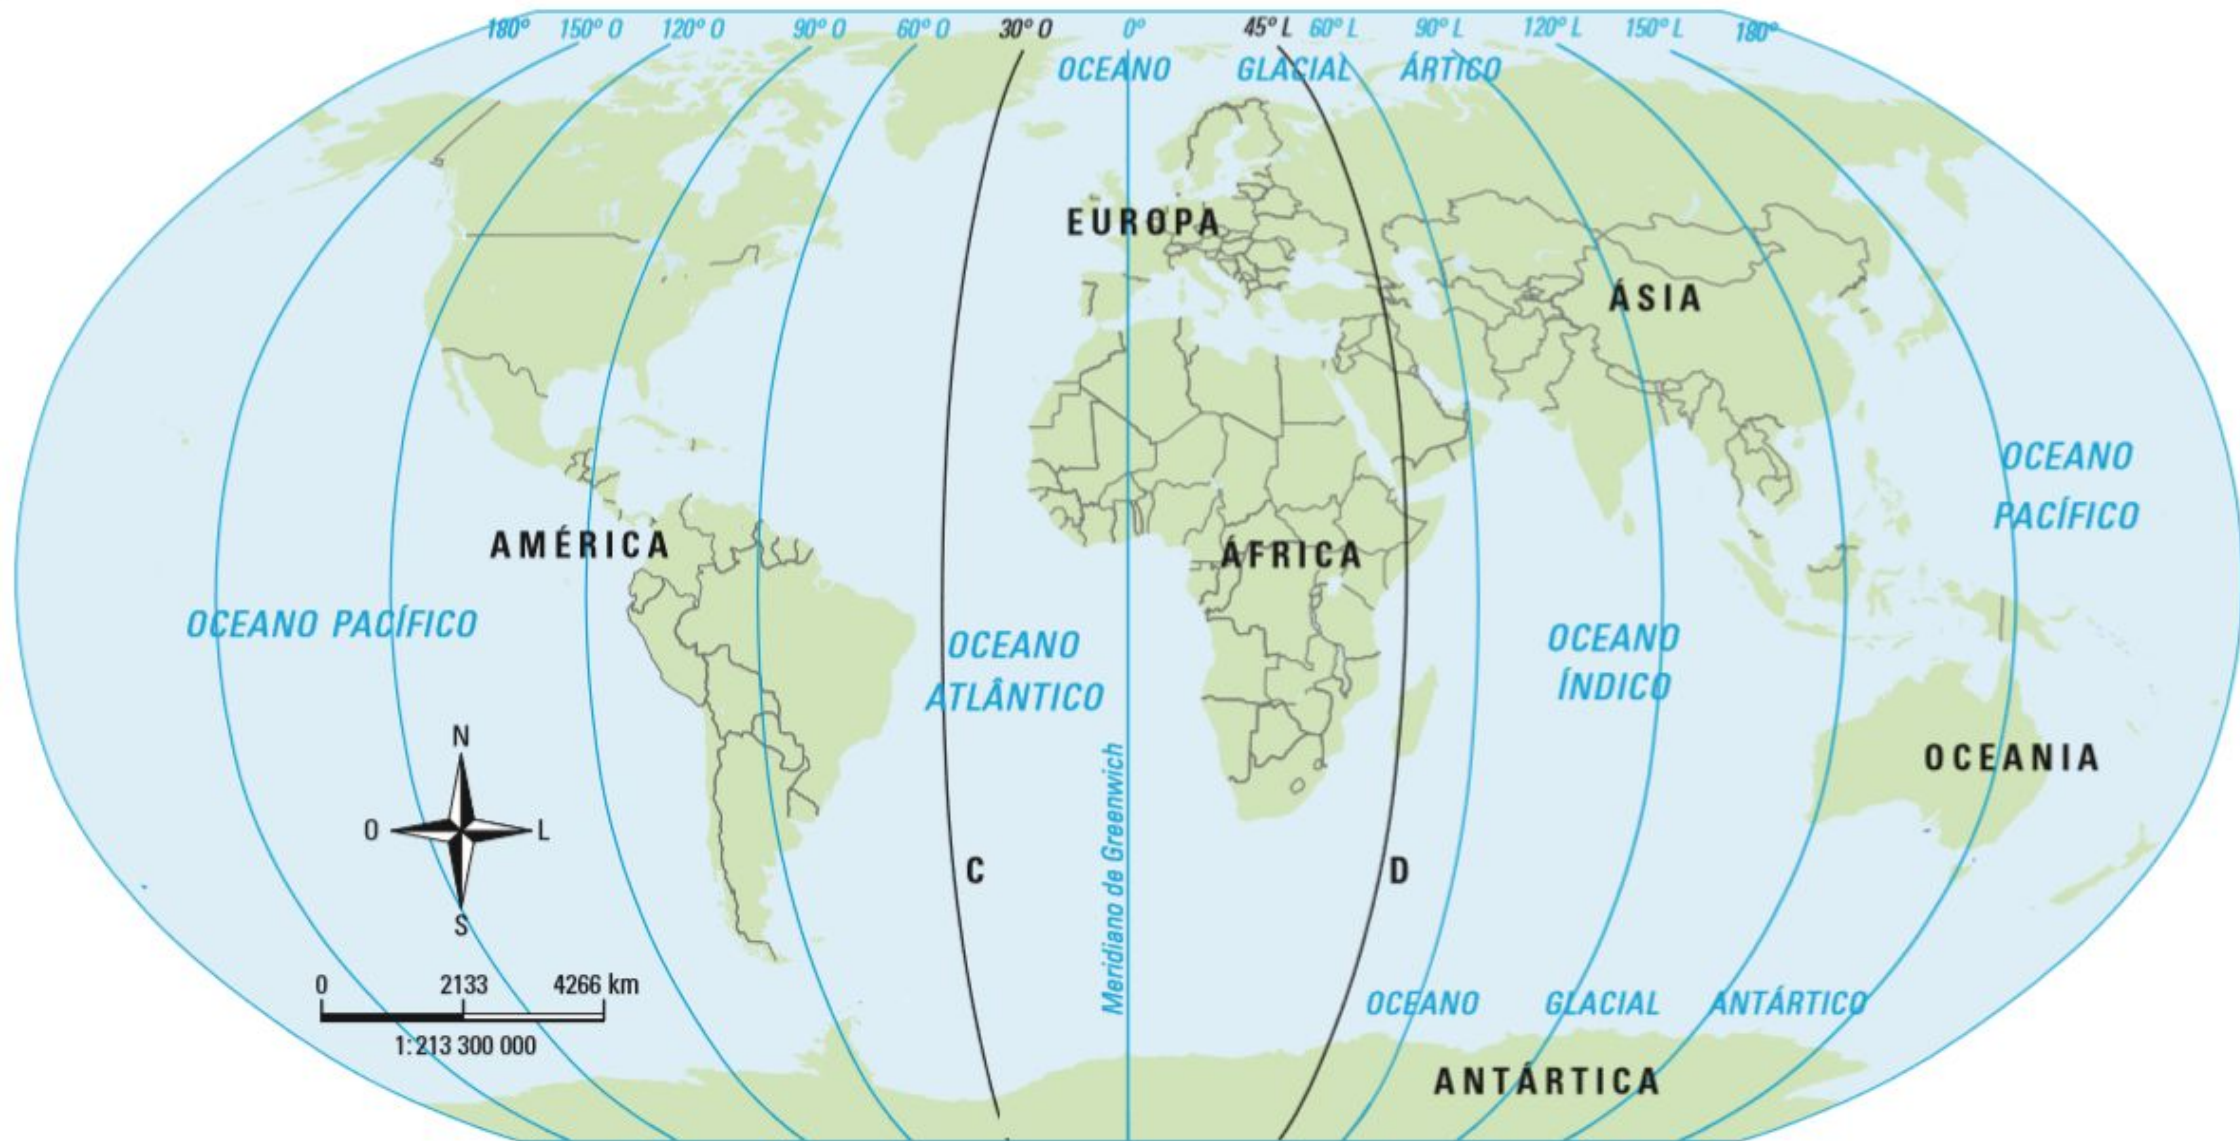 180° 150° O 120° O 90° O 60° O 30° O 0° 45° L 60° L 90° L 120° L 150° L 180°
OCEANO GLACIAL ÁRTICO
EUROPA
ÁSIA
OCEANO
PACÍFICO
AMÉRICA
ÁFRICA
OCEANO PACÍFICO
OCEANO
ATLÂNTICO
OCEANO
ÍNDICO
OCEANIA
Meridiano de Greenwich
N
O L
S
C
D
0 2133 4266 km
1: 213 300 000
OCEANO GLACIAL ANTÁRTICO
ANTÁRTICA